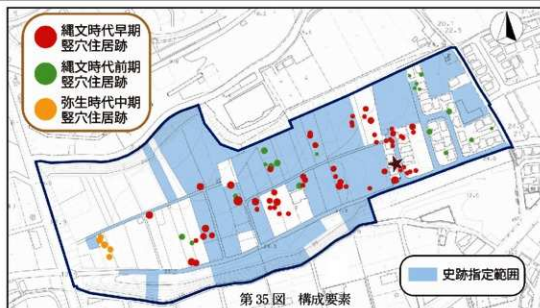 縄文時代早期
竪穴住居跡
縄文時代前期
竪穴住居跡
弥生時代中期
竪穴住居跡
史跡指定範囲
第35図 構成要素